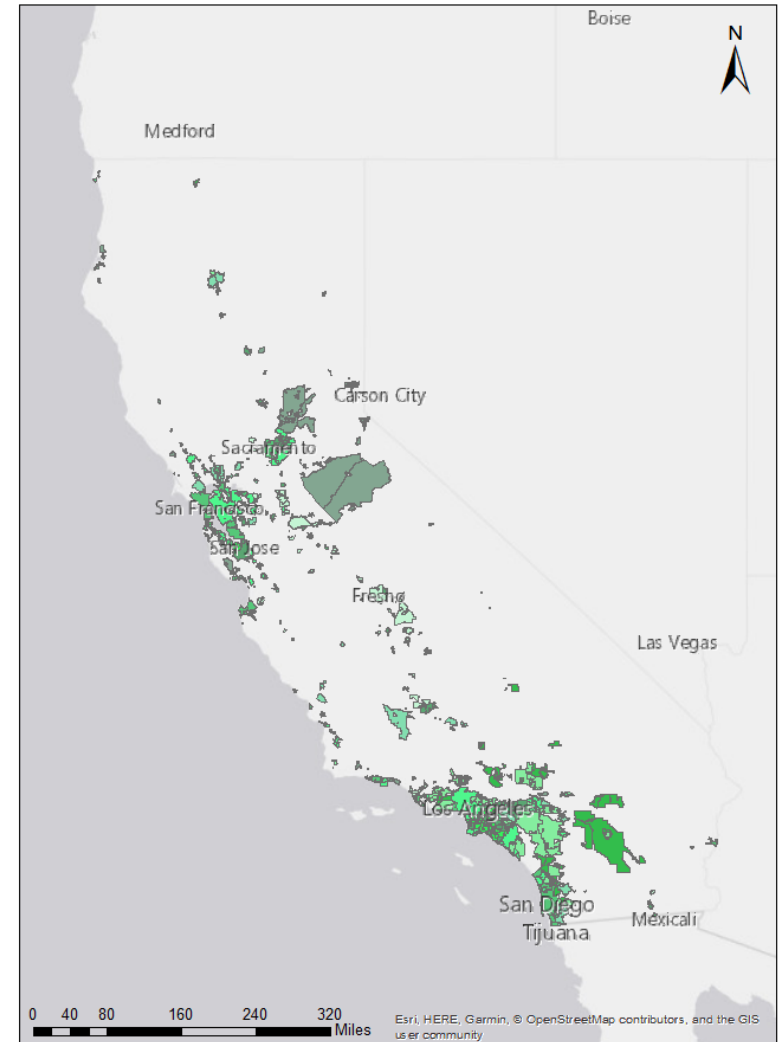 Boise
N
Medford
Carson City
Sacramento
San Francisco
San Jose
Fresno
Las Vegas
Los Angeles
San Diego
Mexicali
Tijuana
0 40 80 160 240 320
Miles
Esri, HERE, Garmin, © OpenStreetMap contributors, and the GIS
user community